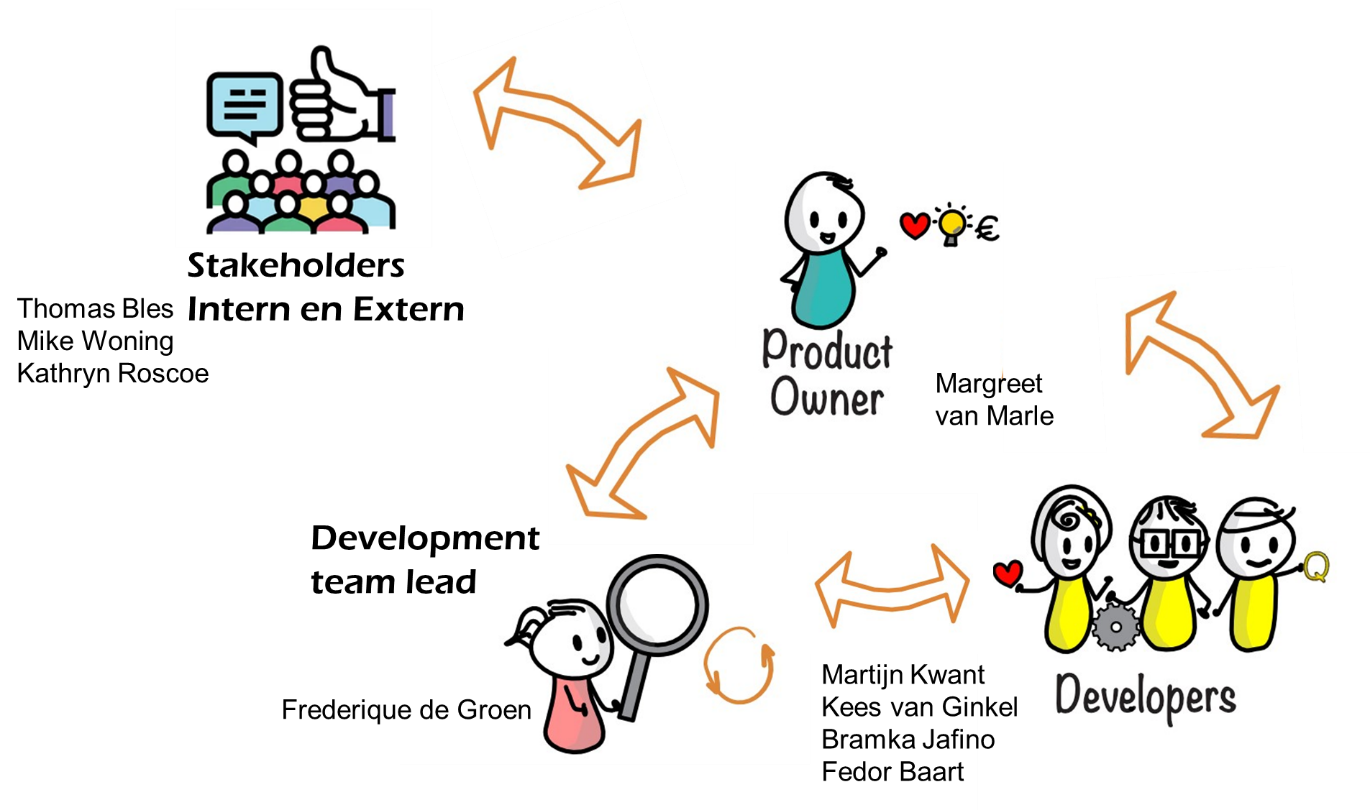 Stakeholders
Intern en Extern
Thomas Bles
Mike Woning
Kathryn Roscoe
€
Product
Owner
Margreet
van Marle
Development
team lead
Frederique de Groen
Q
Developers
Martijn Kwant
Kees van Ginkel
Bramka Jafino
Fedor Baart